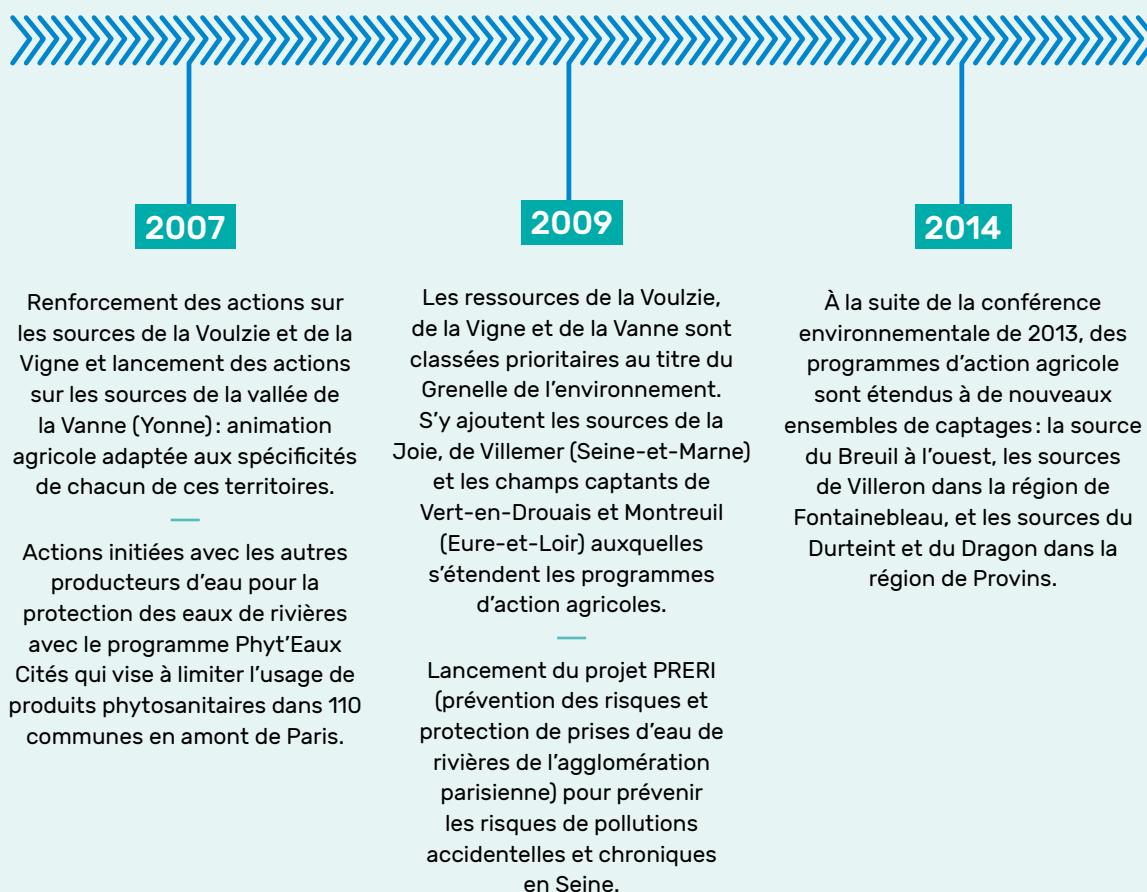 2007
Renforcement des actions sur
les sources de la Voulzie et de la
Vigne et lancement des actions
sur les sources de la vallée de
la Vanne (Yonne) : animation
agricole adaptée aux spécificités
de chacun de ces territoires.
Actions initiées avec les autres
producteurs d’eau pour la
protection des eaux de rivières
avec le programme Phyt’Eaux
Cités qui vise à limiter l’usage de
produits phytosanitaires dans 110
communes en amont de Paris.
2009
Les ressources de la Voulzie,
de la Vigne et de la Vanne sont
classées prioritaires au titre du
Grenelle de l’environnement.
S’y ajoutent les sources de la
Joie, de Villemer (Seine-et-Marne)
et les champs captants de
Vert-en-Drouais et Montreuil
(Eure-et-Loir) auxquelles
s’étendent les programmes
d’action agricoles.
Lancement du projet PRERI
(prévention des risques et
protection de prises d’eau de
rivières de l’agglomération
parisienne) pour prévenir
les risques de pollutions
accidentelles et chroniques
en Seine.
2014
À la suite de la conférence
environnementale de 2013, des
programmes d’action agricole
sont étendus à de nouveaux
ensembles de captages : la source
du Breuil à l’ouest, les sources
de Villeron dans la région de
Fontainebleau, et les sources du
Durteint et du Dragon dans la
région de Provins.